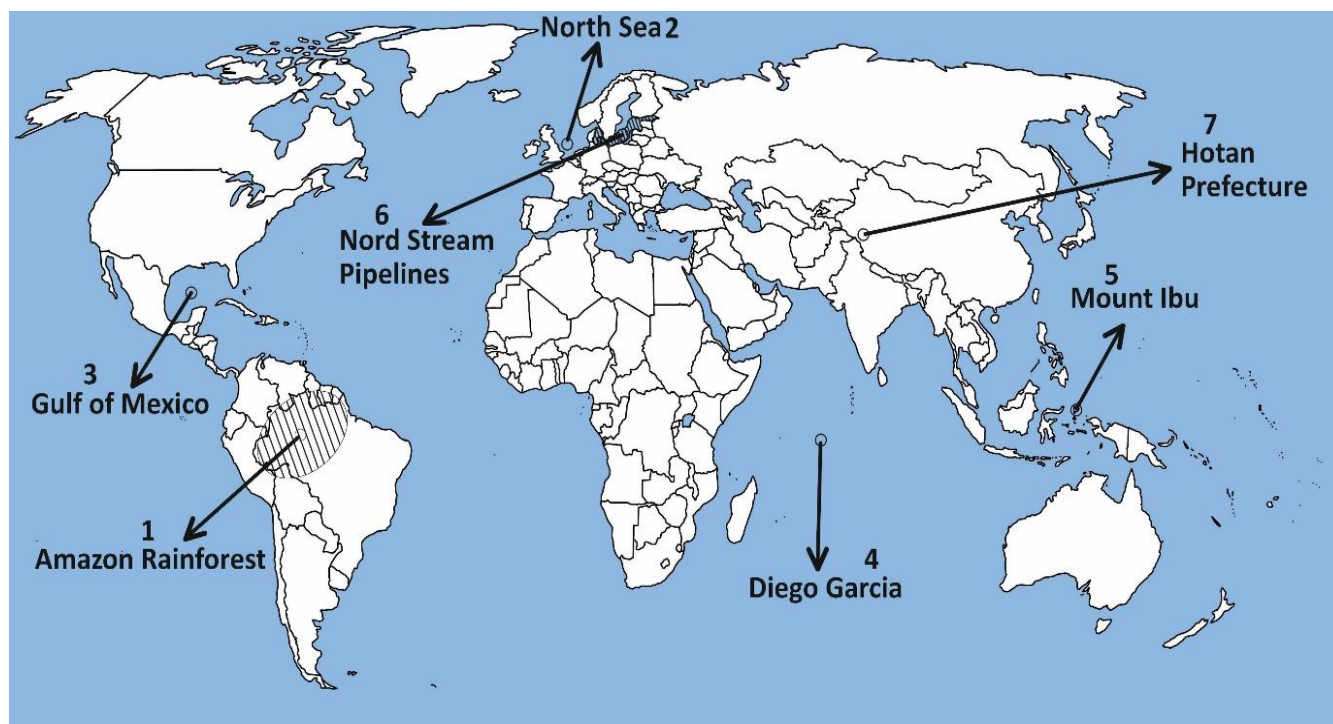 North Sea 2
7
Hotan
Prefecture
6
Nord Stream
Pipelines
5
Mount Ibu
3
Gulf of Mexico
1
Amazon Rainforest
4
Diego Garcia